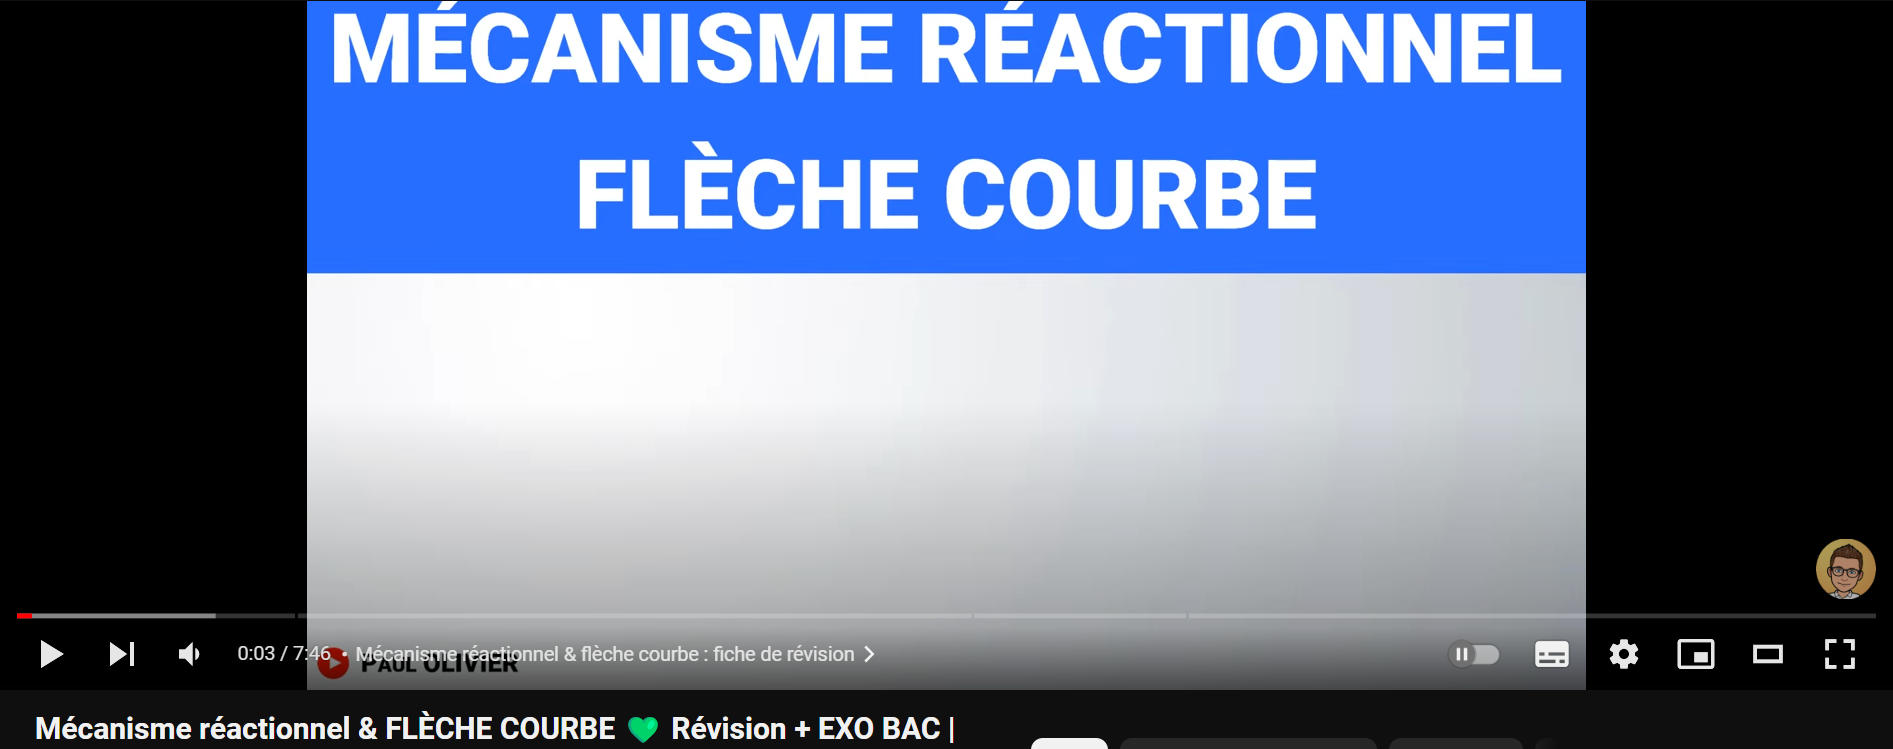 MÉCANISME RÉACTIONNEL
FLÈCHE COURBE
0:03 / 7:46 • Mécanisme réactionnel & flèche courbe : fiche de révision
PAUL OLIVIER
Mécanisme réactionnel & FLÈCHE COURBE 💚 Révision + EXO BAC |